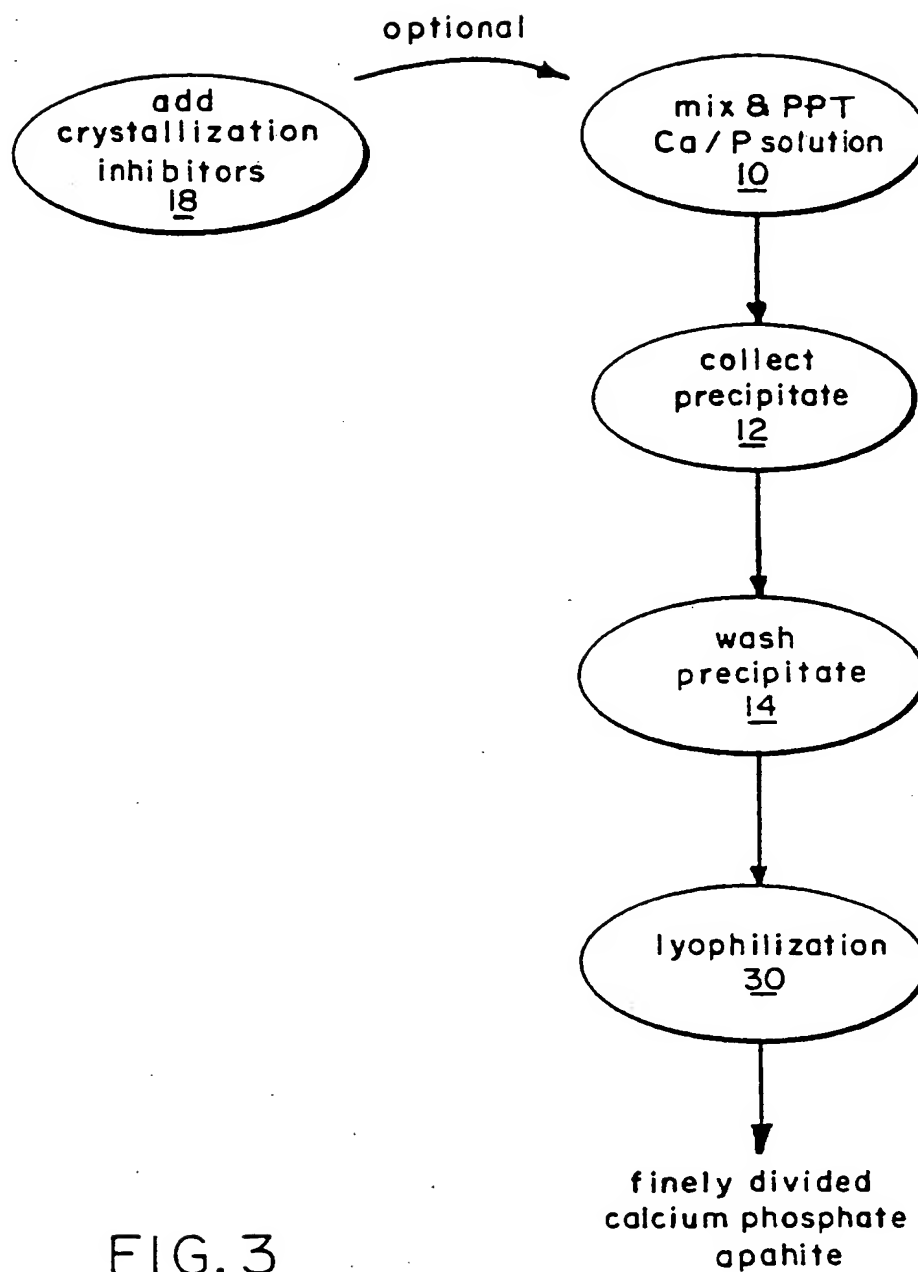 optional
add
crystallization
inhibitors
18
mix & PPT
Ca / P solution
10
collect
precipitate
12
wash
precipitate
14
lyophilization
30
finely divided
calcium phosphate
apahite
FIG. 3